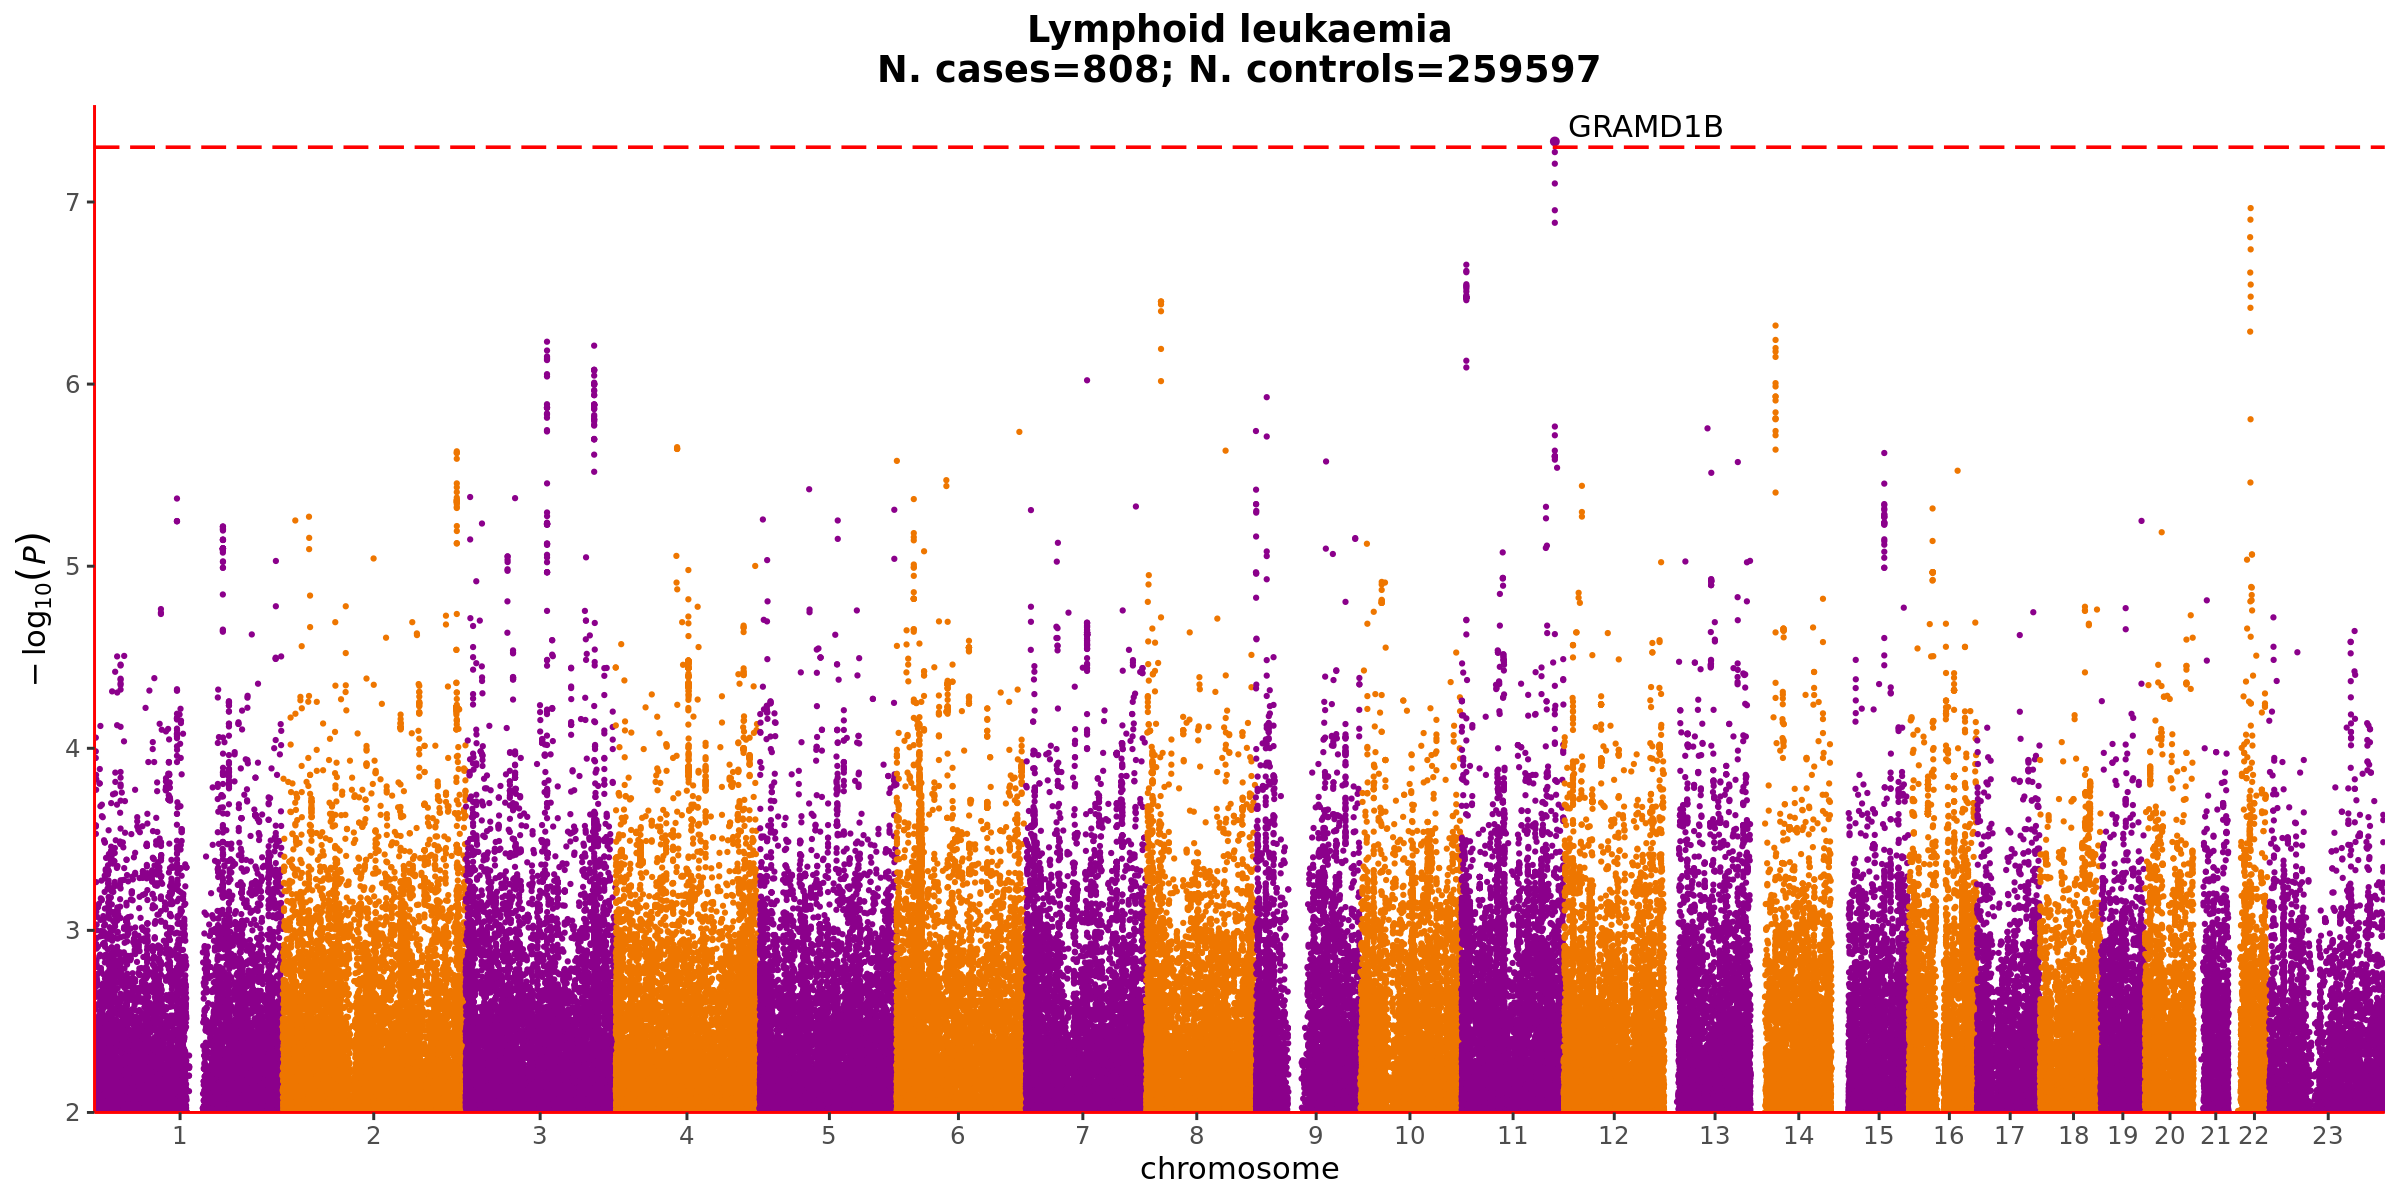 Lymphoid leukaemia
N. cases=808; N. controls=259597
GRAMD1B
7
6
5
4
3
2
−log10(P)
1 2 3 4 5 6 7 8 9 10 11 12 13 14 15 16 17 18 19 20 21 22 23
chromosome